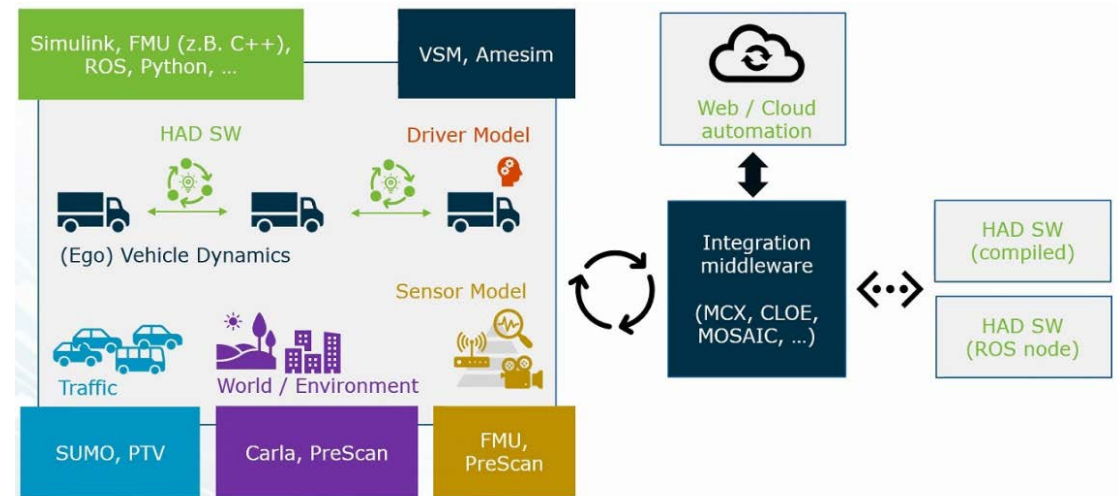 Simulink, FMU (z.B. C++),
ROS, Python, ...
VSM, Amesim
HAD SW
Driver Model
(Ego) Vehicle Dynamics
Sensor Model
Traffic
World / Environment
SUMO, PTV
Carla, PreScan
FMU,
PreScan
Web / Cloud
automation
Integration
middleware
(MCX, CLOE,
MOSAIC, ...)
HAD SW
(compiled)
HAD SW
(ROS node)